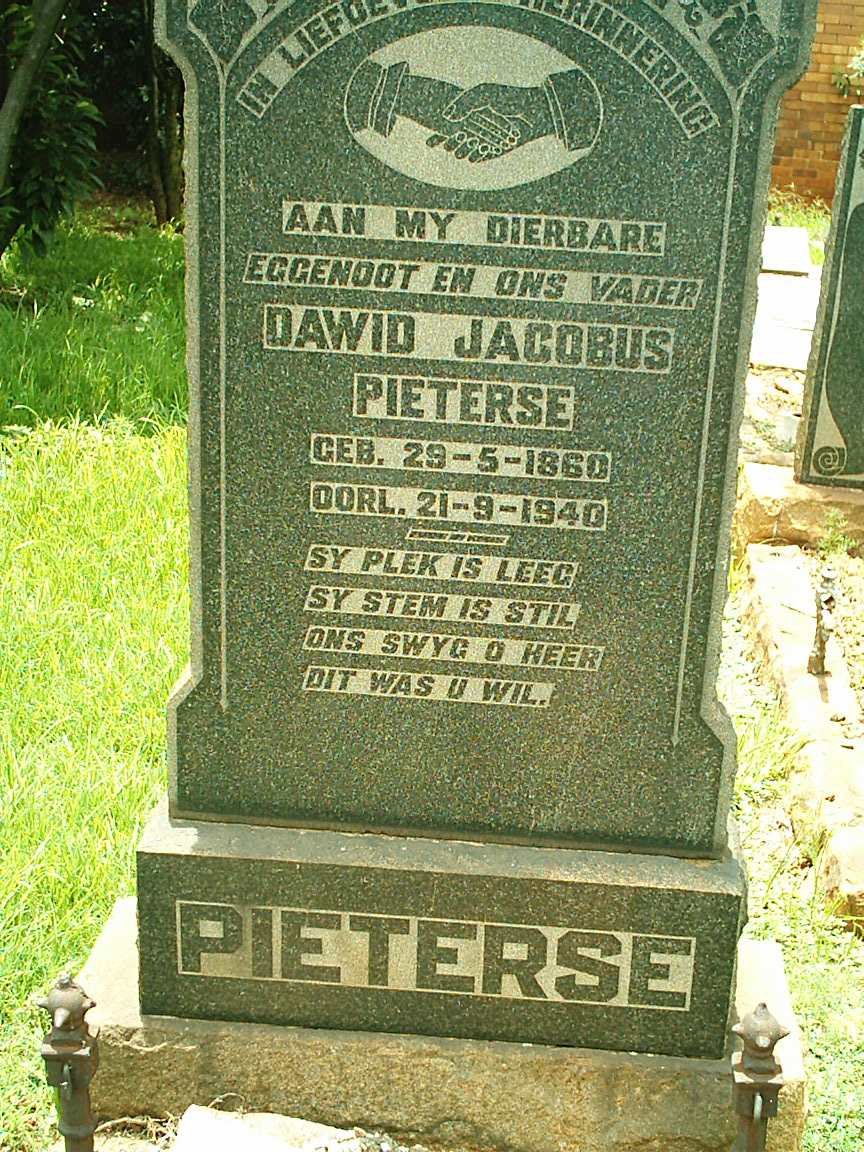 IN LIEFDEVOLLE HERINNERING
AAN MY DIERBARE
EGGENOOT EN ONS VADER
DAWID JACOBUS
PIETERSE
GEB. 29-5-1860
OORL. 21-9-1940
SY PLEK IS LEEG
SY STEM IS STIL
ONS SWYG O HEER
DIT WAS U WIL.
PIETERSE